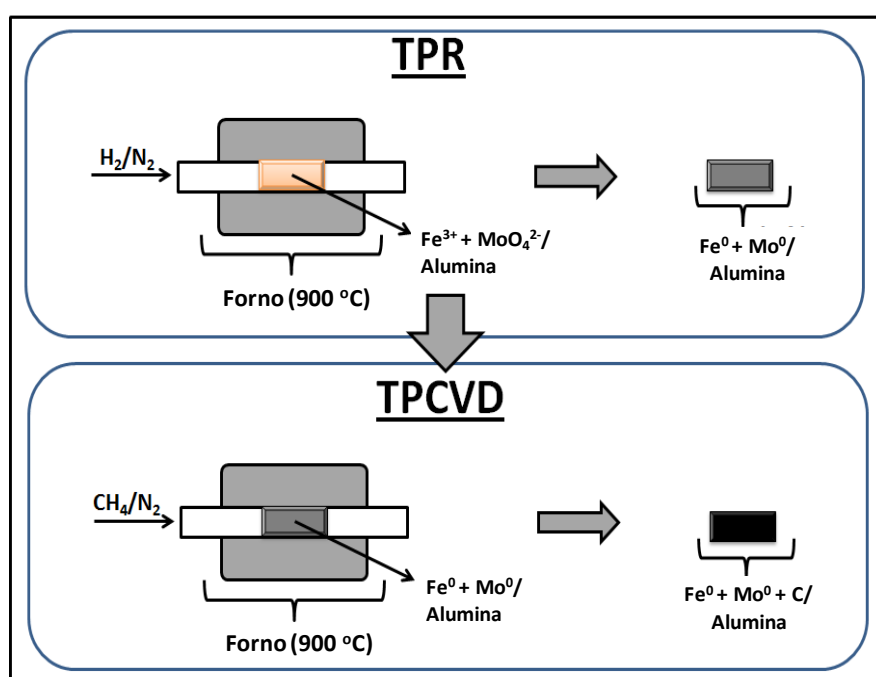 TPR
H₂/N₂
Fe³⁺ + MoO₄²⁻/
Alumina
Forno (900 ºC)
Fe⁰ + Mo⁰/
Alumina
TPCVD
CH₄/N₂
Fe⁰ + Mo⁰/
Alumina
Forno (900 ºC)
Fe⁰ + Mo⁰ + C/
Alumina